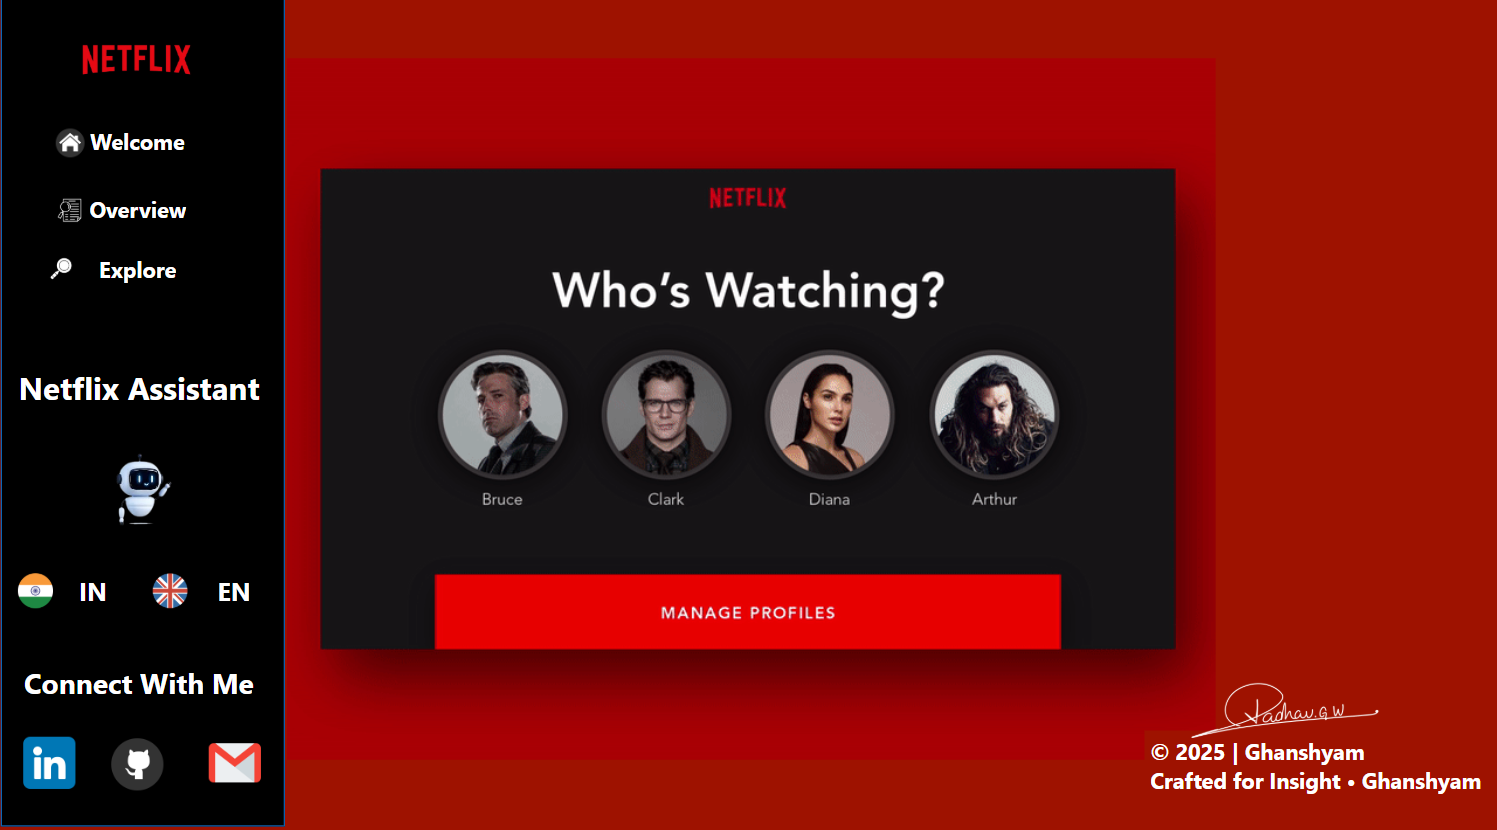 NETFLIX
Welcome
Overview
Explore
Netflix Assistant
IN EN
Connect With Me
in
NETFLIX
Who's Watching?
Bruce Clark Diana Arthur
MANAGE PROFILES
© 2025 | Ghanshyam
Crafted for Insight • Ghanshyam